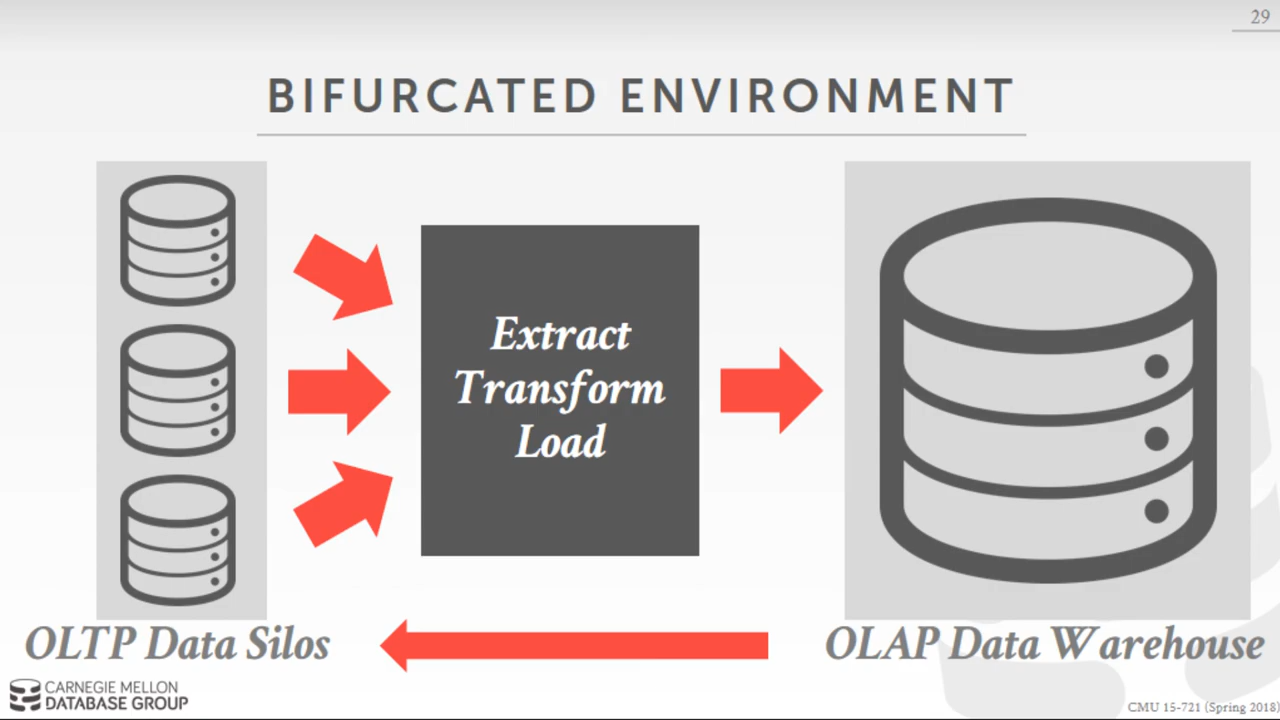 29
BIFURCATED ENVIRONMENT
Extract
Transform
Load
OLTP Data Silos
OLAP Data Warehouse
CARNEGIE MELLON
DATABASE GROUP
CMU 15-721 (Spring 2018)